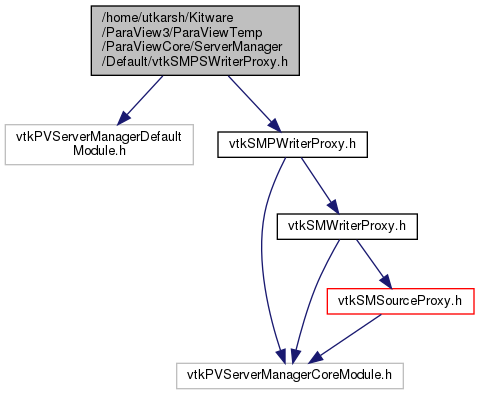 /home/utkarsh/Kitware
/ParaView3/ParaViewTemp
/ParaViewCore/ServerManager
/Default/vtkSMPSWriterProxy.h
vtkPVServerManagerDefault
Module.h
vtkSMPWriterProxy.h
vtkSMWriterProxy.h
vtkSMSourceProxy.h
vtkPVServerManagerCoreModule.h